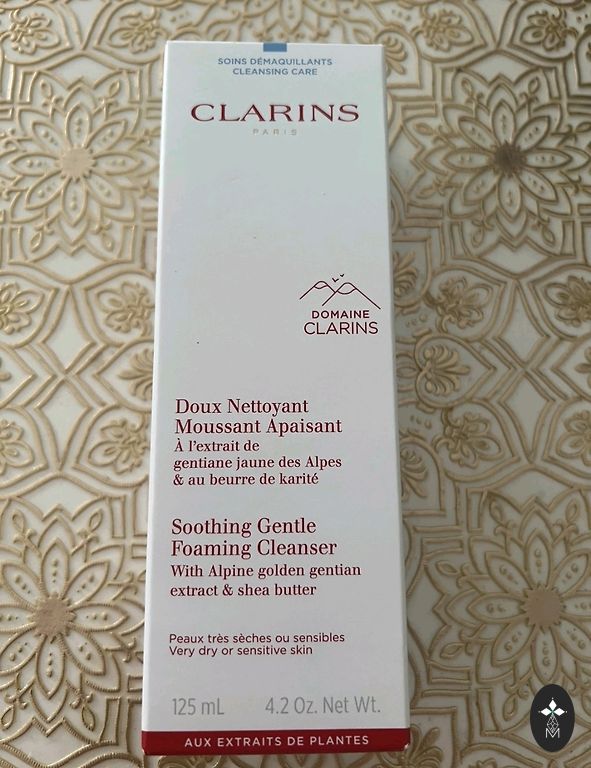 SOINS DÉMAQUILLANTS
CLEANSING CARE
CLARINS
PARIS
DOMAINE
CLARINS
Doux Nettoyant
Moussant Apaisant
À l'extrait de
gentiane jaune des Alpes
& au beurre de karité
Soothing Gentle
Foaming Cleanser
With Alpine golden gentian
extract & shea butter
Peaux très sèches ou sensibles
Very dry or sensitive skin
125 mL 4.2 Oz. Net Wt.
AUX EXTRAITS DE PLANTES
M